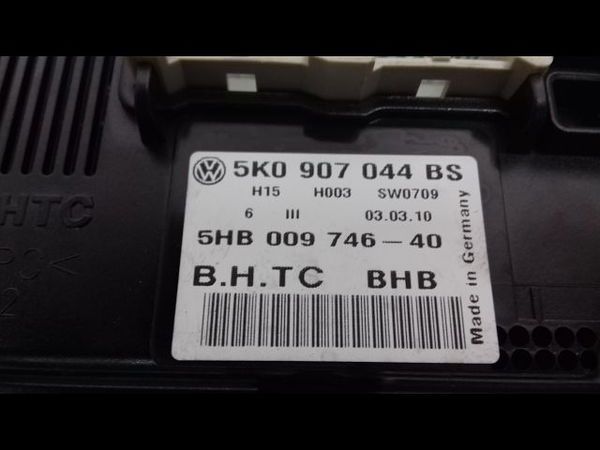 5K0 907 044 BS
H15 H003 SW0709
6 III 03.03.10
5HB 009 746-40
B.H.TC BHB
Made in Germany
HTC